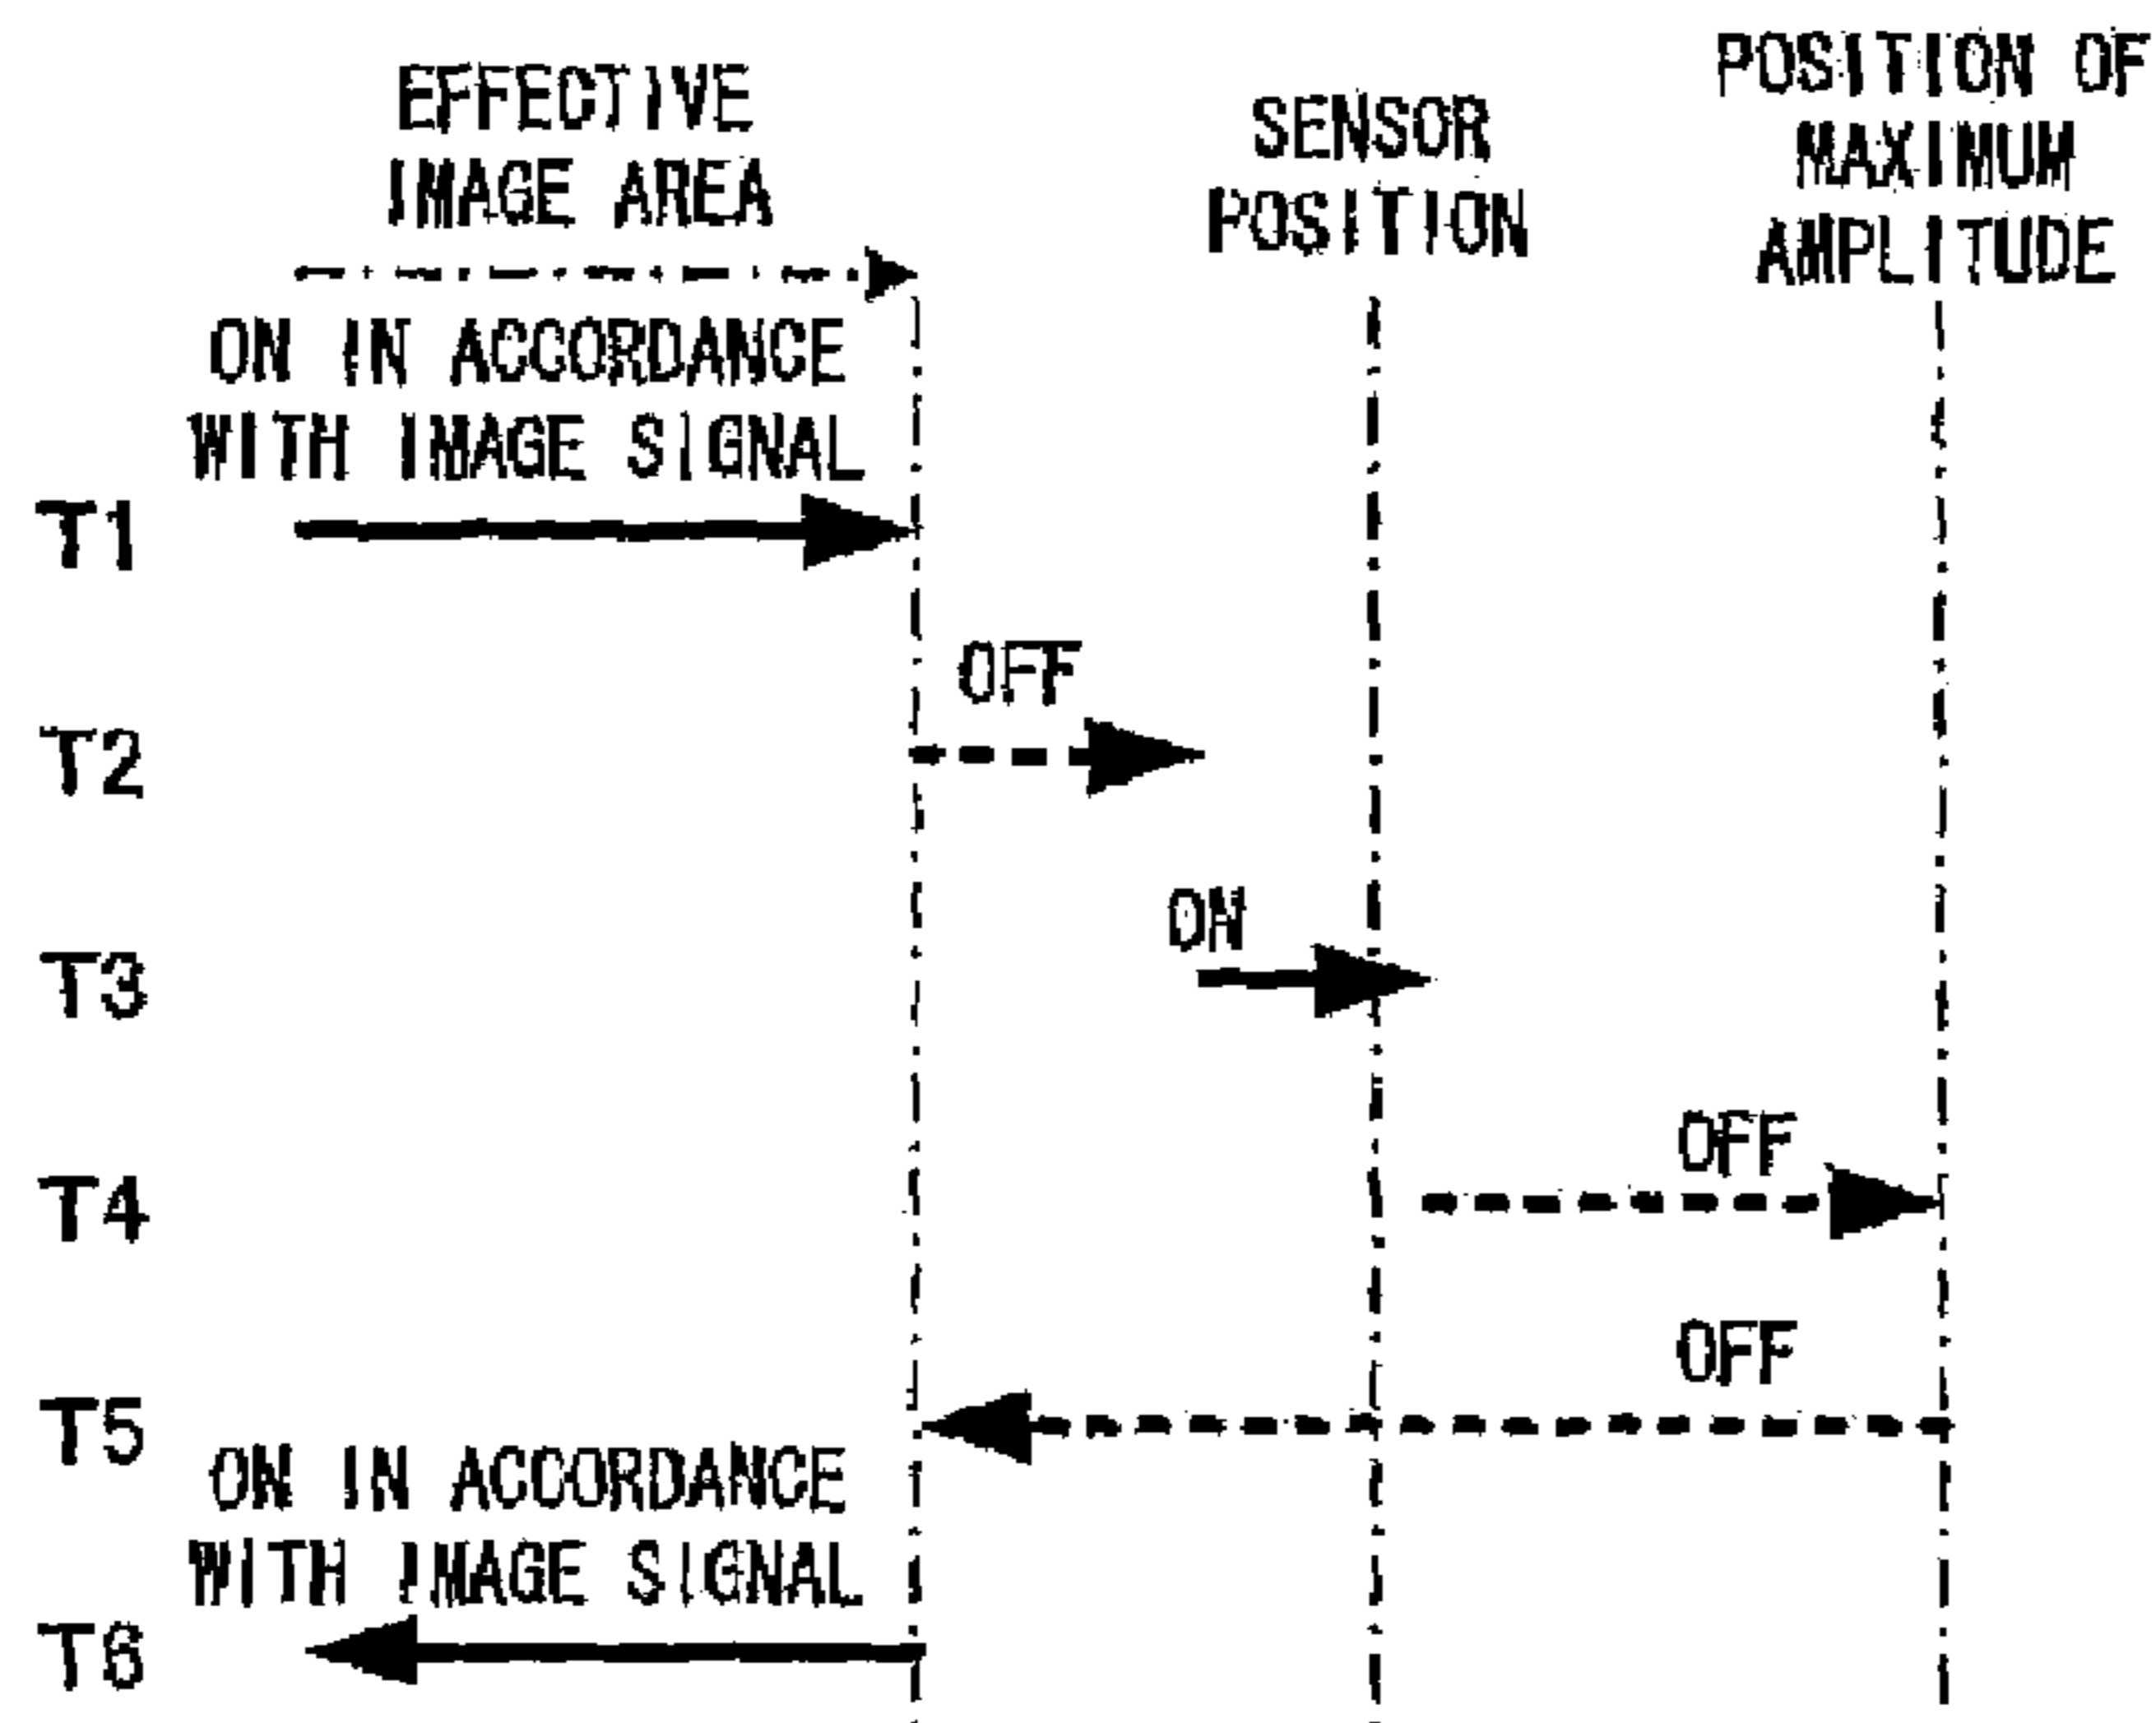 EFFECTIVE
IMAGE AREA
SENSOR
POSITION
POSITION OF
MAXIMUM
AMPLITUDE
ON IN ACCORDANCE
WITH IMAGE SIGNAL
T1
OFF
T2
ON
T3
OFF
T4
OFF
T5
ON IN ACCORDANCE
WITH IMAGE SIGNAL
T6